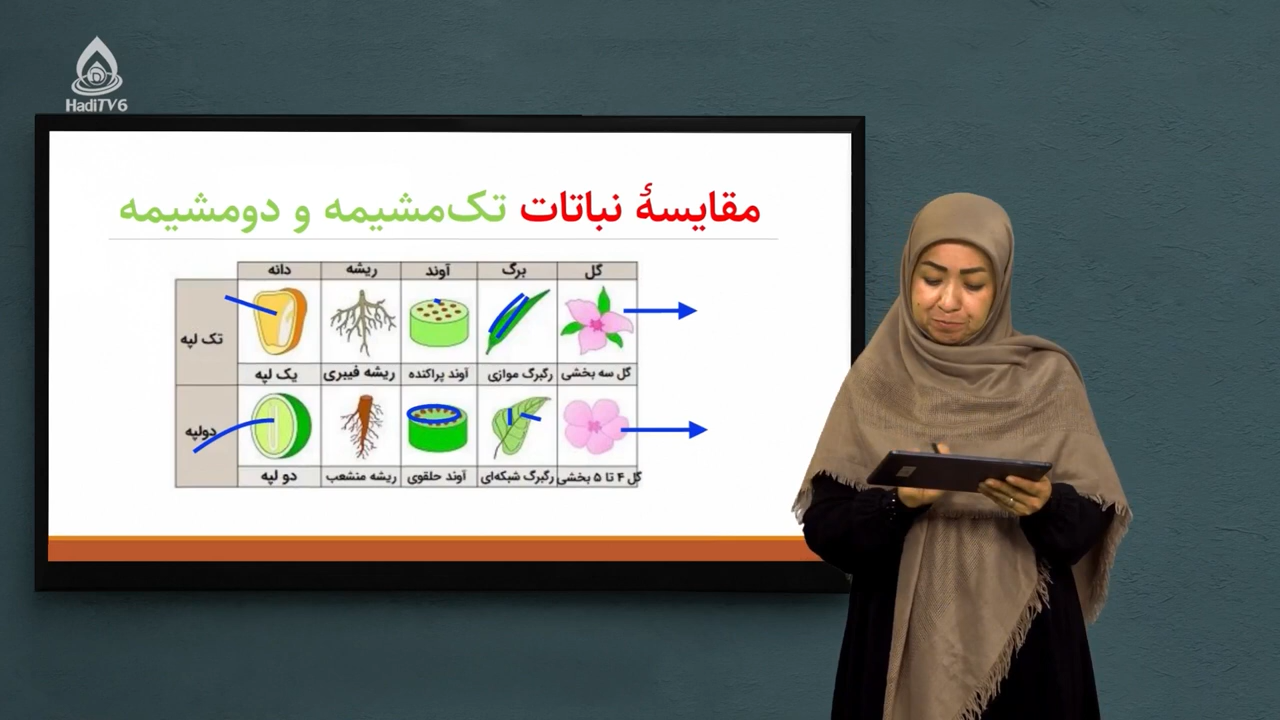 HadiTV6
مقایسهٔ نباتات تک‌مشیمه و دومشیمه
گل برگ آوند ریشه دانه
تک لپه
گل سه بخشی رگبرگ موازی آوند پراکنده ریشه فیبری یک لپه
دولپه
گل ۴ تا ۵ بخشی رگبرگ شبکه‌ای آوند حلقوی ریشه منشعب دو لپه